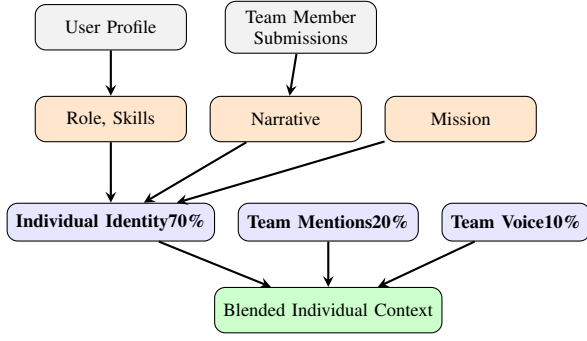 User Profile
Team Member
Submissions
Role, Skills
Narrative
Mission
Individual Identity70%
Team Mentions20%
Team Voice10%
Blended Individual Context